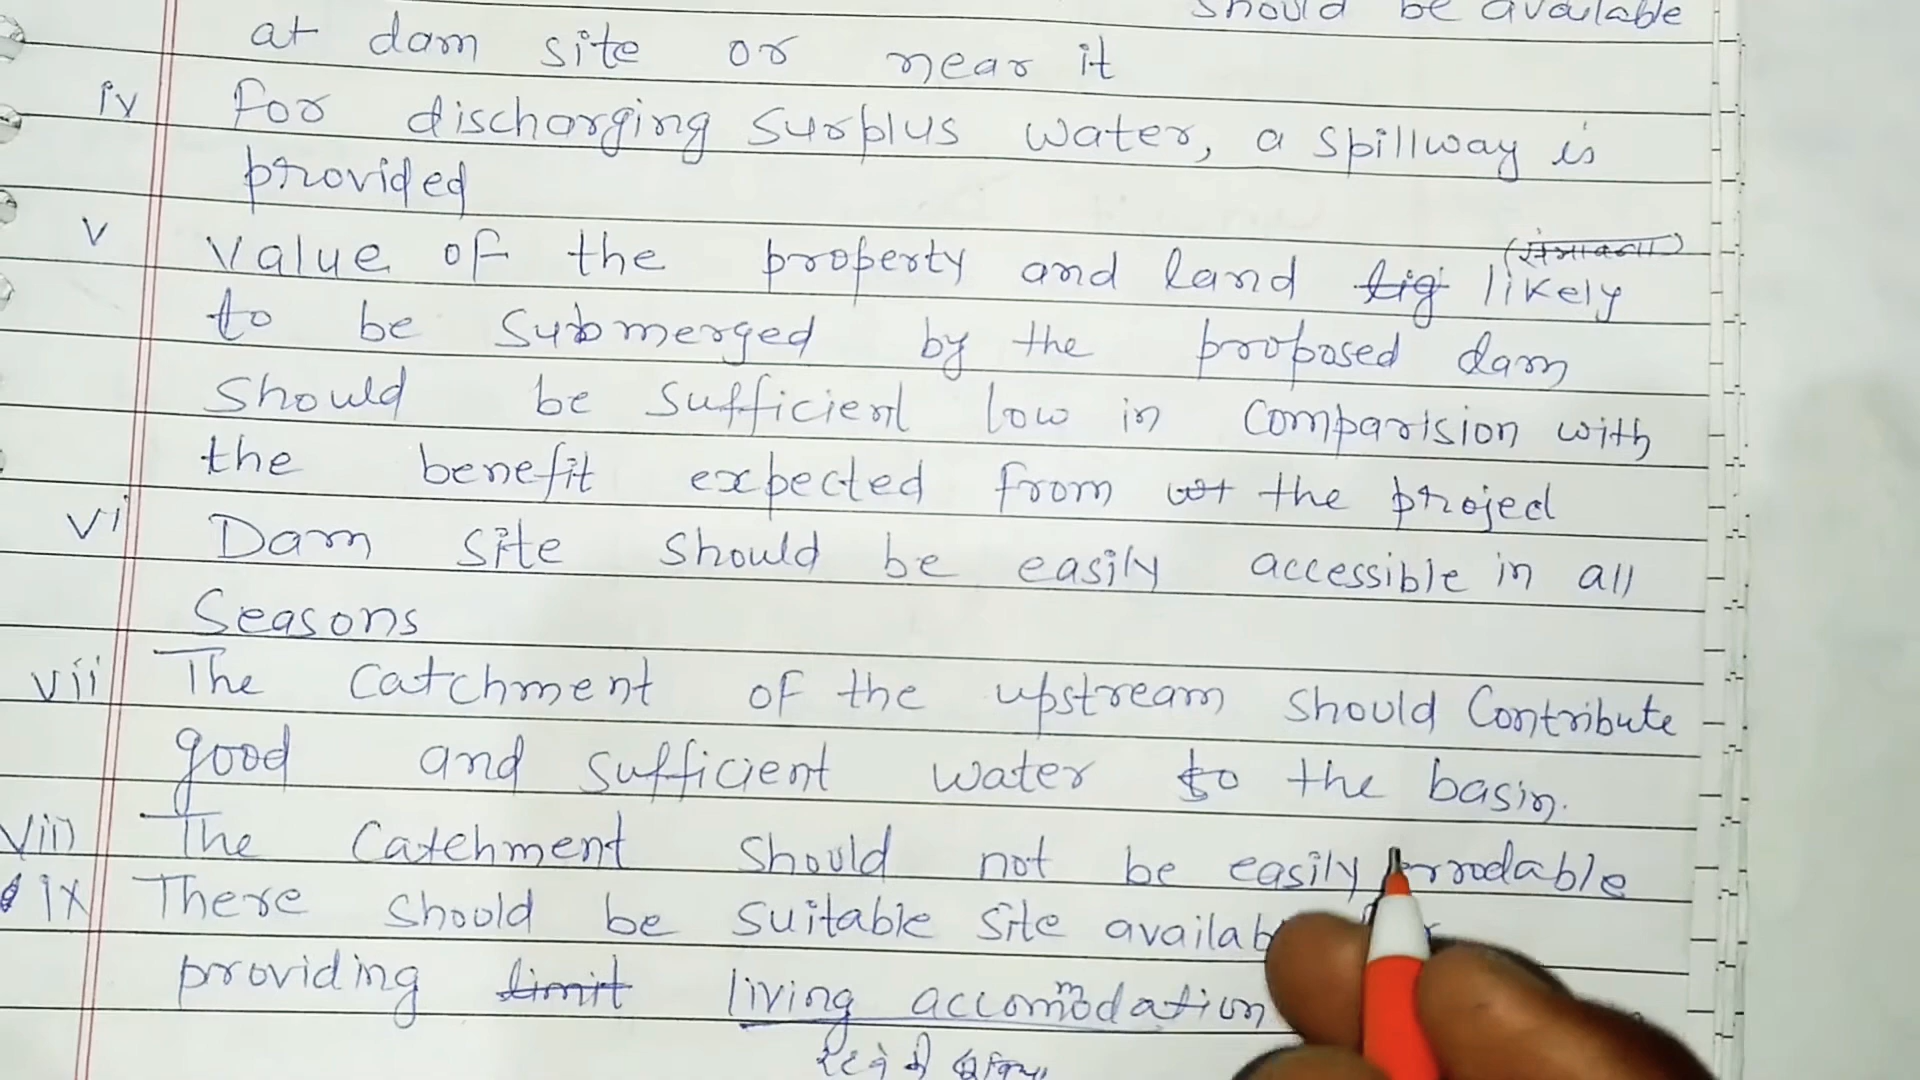 should be available
at dam site or near it
iv For discharging surplus water, a spillway is
provided
v value of the property and land likely
to be submerged by the proposed dam
should be sufficient low in comparision with
the benefit expected from the project
vi Dam site should be easily accessible in all
Seasons
vii The catchment of the upstream should contribute
good and sufficient water to the basin.
viii) The catchment should not be easily errodable
ix There should be suitable site
providing limit living accommodation
रहने की